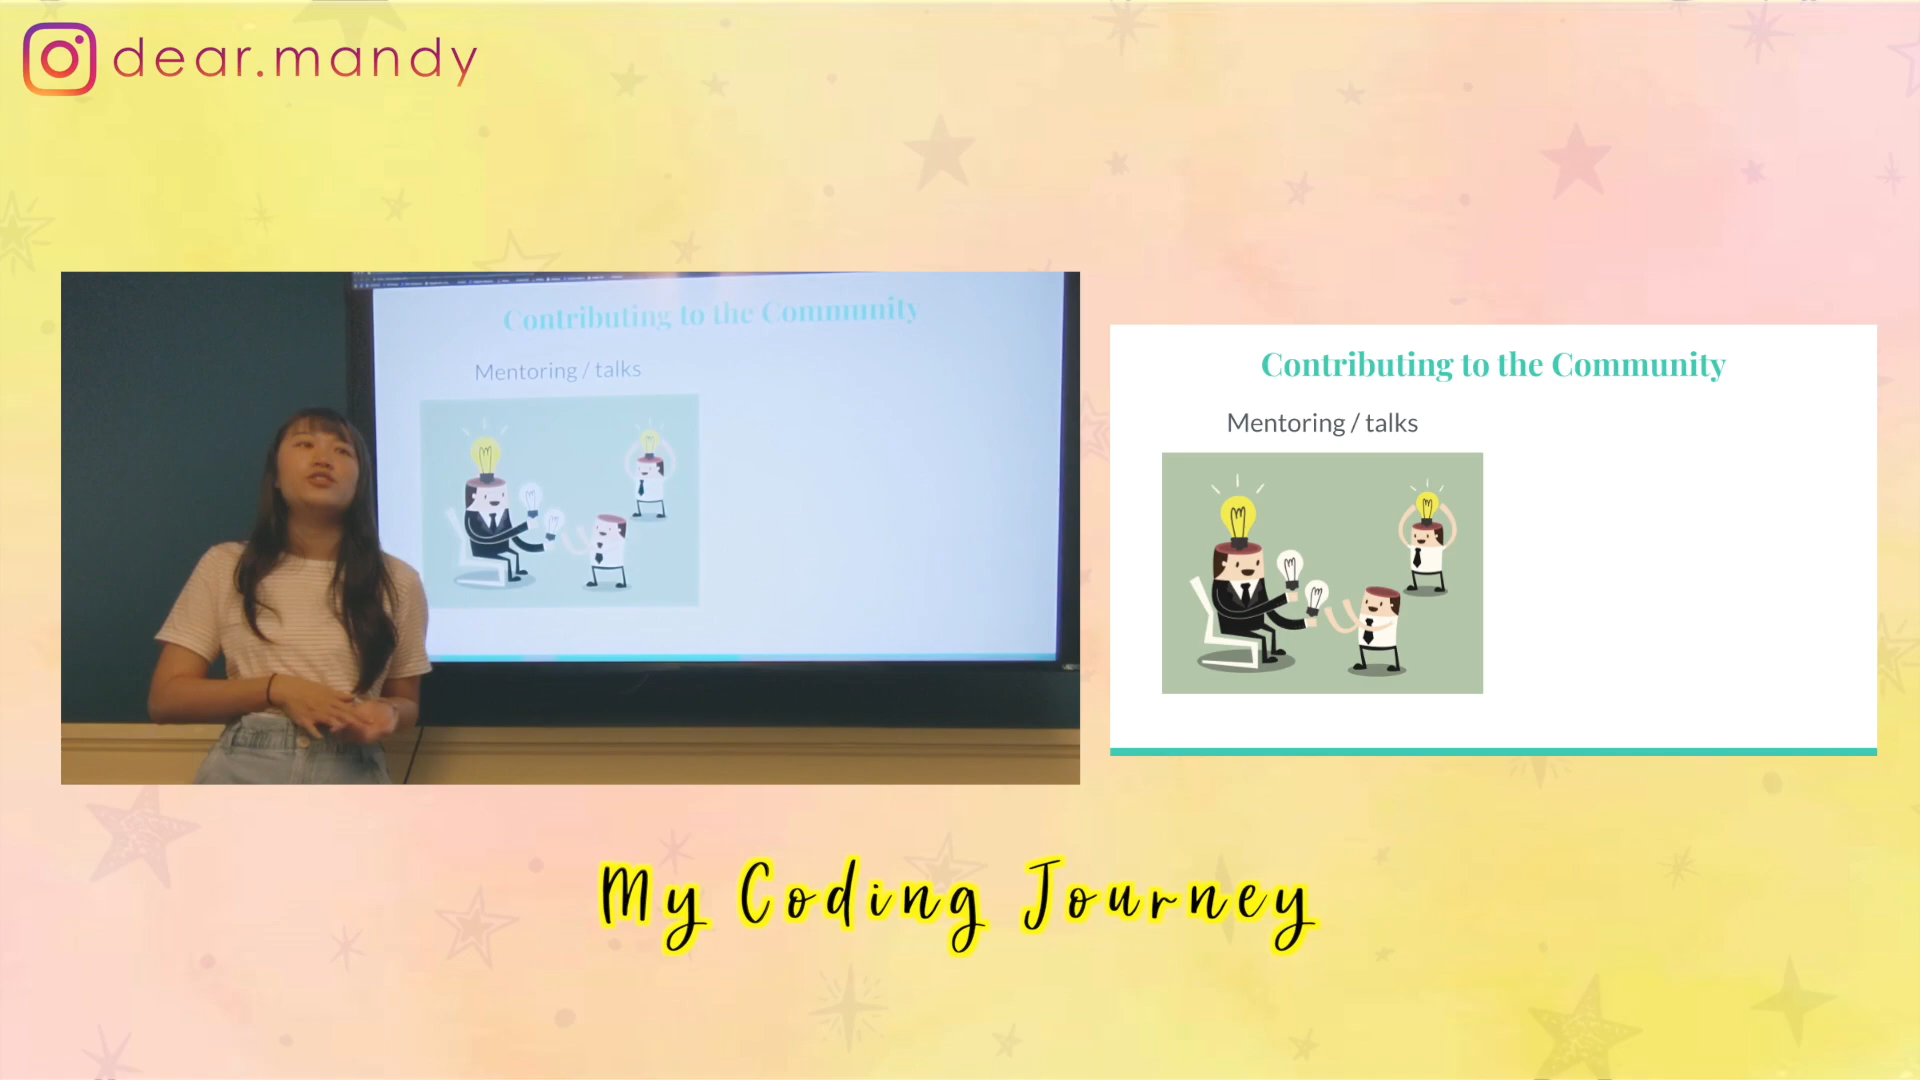 dear.mandy
Contributing to the Community
Mentoring / talks
Contributing to the Community
Mentoring / talks
My Coding Journey